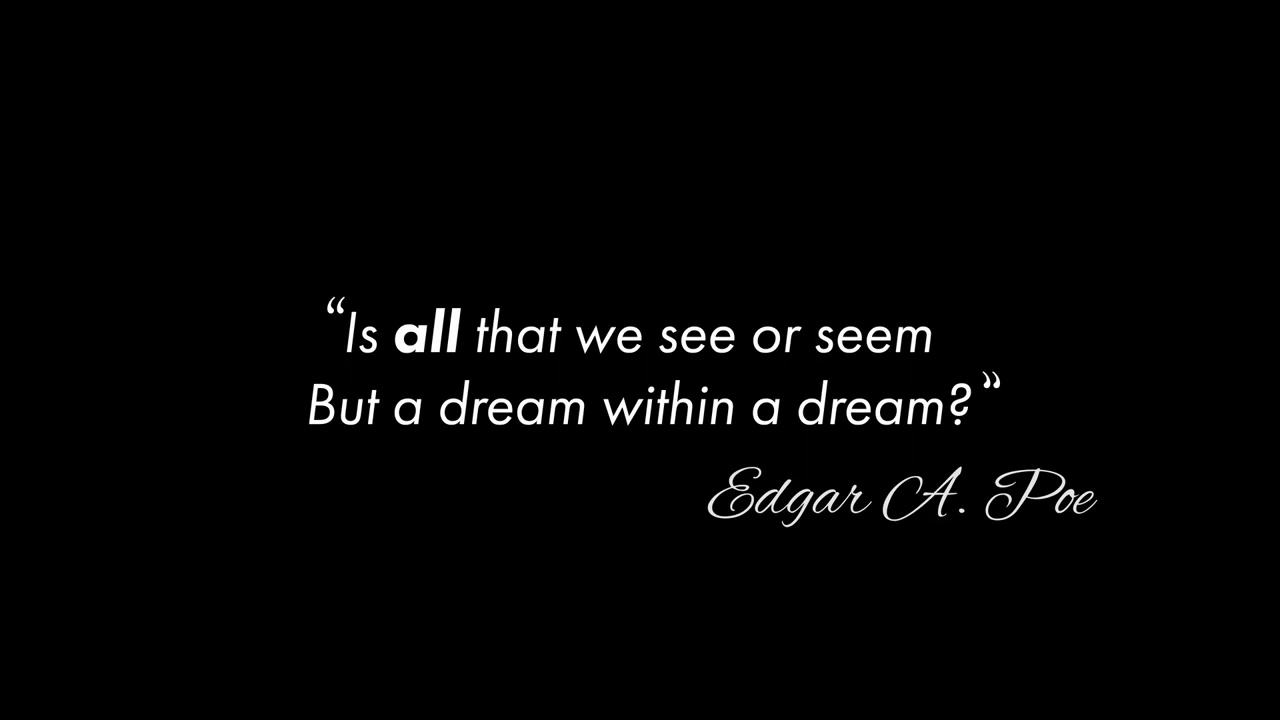 “Is all that we see or seem
But a dream within a dream?”
Edgar A. Poe